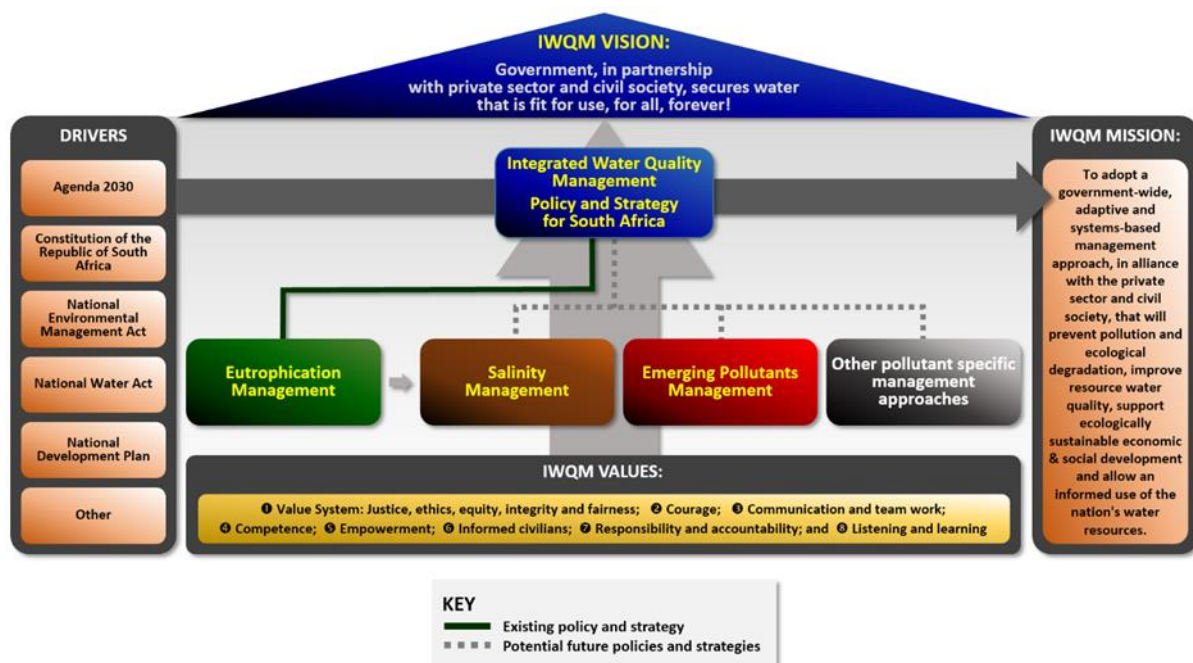 IWQM VISION:
Government, in partnership
with private sector and civil society, secures water
that is fit for use, for all, forever!
DRIVERS
Agenda 2030
Constitution of the
Republic of South
Africa
National
Environmental
Management Act
National Water Act
National
Development Plan
Other
Integrated Water Quality
Management
Policy and Strategy
for South Africa
Eutrophication
Management
Salinity
Management
Emerging Pollutants
Management
Other pollutant specific
management
approaches
IWQM VALUES:
❶ Value System: Justice, ethics, equity, integrity and fairness; ❷ Courage; ❸ Communication and team work;
❹ Competence; ❺ Empowerment; ❻ Informed civilians; ❼ Responsibility and accountability; and ❽ Listening and learning
IWQM MISSION:
To adopt a
government-wide,
adaptive and
systems-based
management
approach, in alliance
with the private
sector and civil
society, that will
prevent pollution and
ecological
degradation, improve
resource water
quality, support
ecologically
sustainable economic
& social development
and allow an
informed use of the
nation's water
resources.
KEY
Existing policy and strategy
Potential future policies and strategies